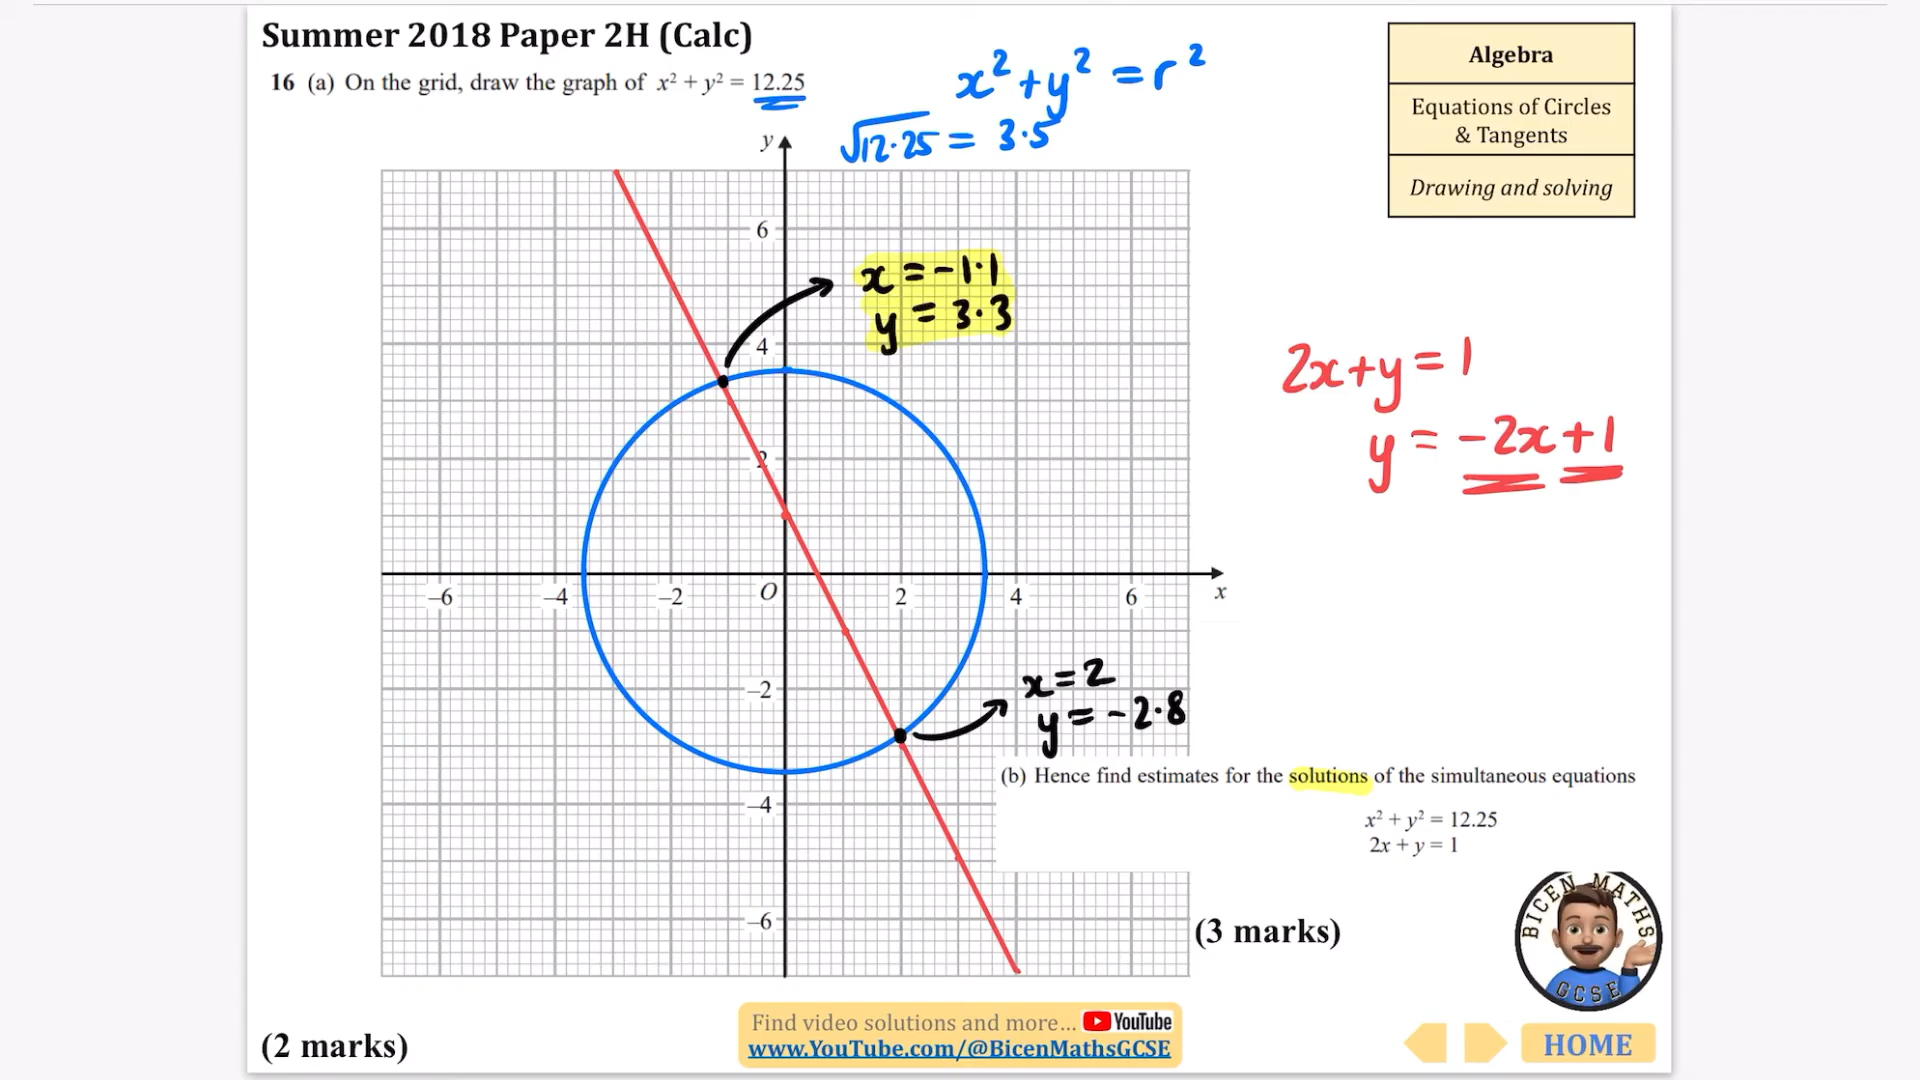 Summer 2018 Paper 2H (Calc)
16 (a) On the grid, draw the graph of x² + y² = 12.25
x² + y² = r²
√12.25 = 3.5
Algebra
Equations of Circles
& Tangents
Drawing and solving
y
6
x = -1.1
y = 3.3
4
2x + y = 1
y = -2x + 1
2
–6
–4
–2
O
2
4
6
x
–2
x = 2
y = -2.8
(b) Hence find estimates for the solutions of the simultaneous equations
–4
x² + y² = 12.25
2x + y = 1
–6
(3 marks)
BICEN MATHS
GCSE
(2 marks)
Find video solutions and more... YouTube
www.YouTube.com/@BicenMathsGCSE
HOME